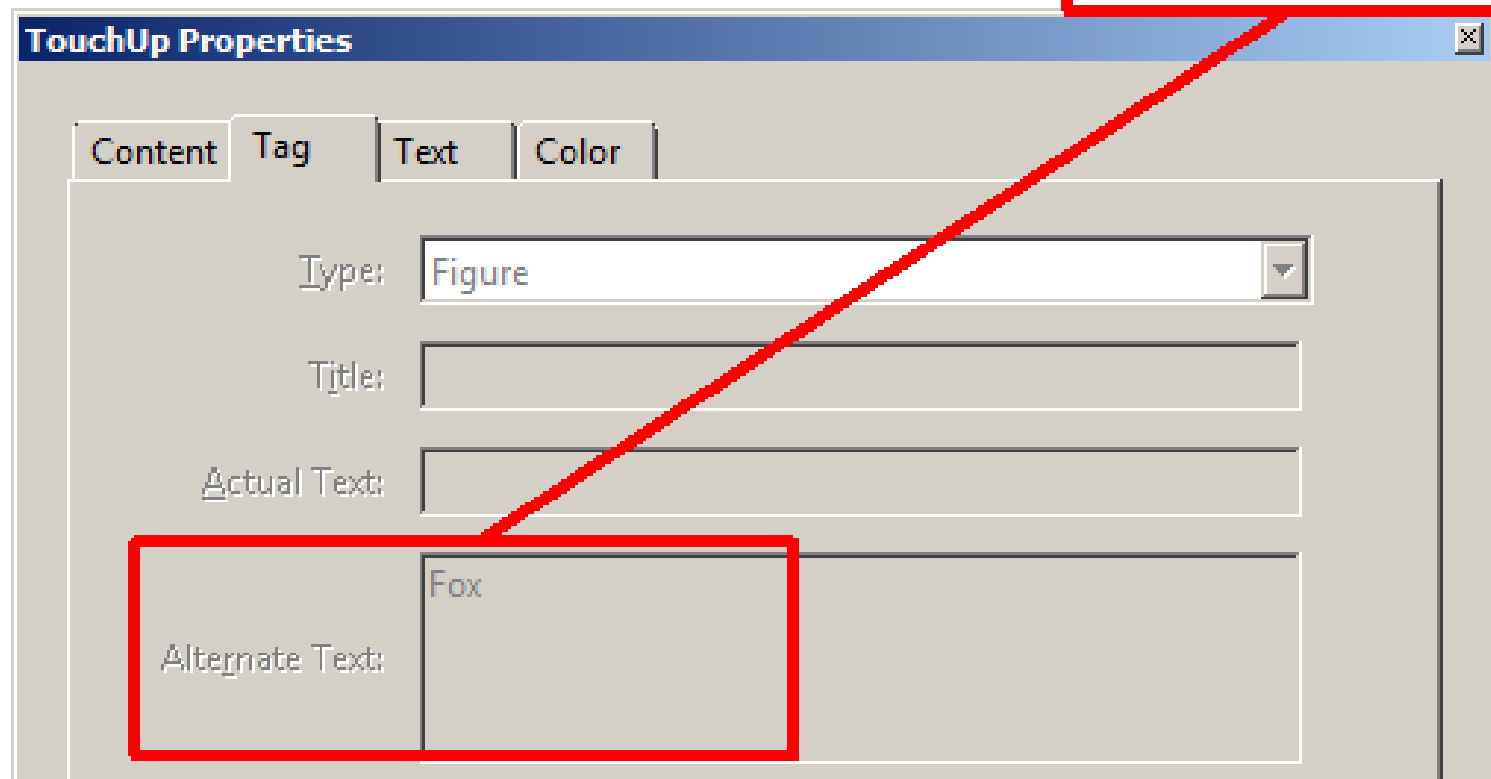 TouchUp Properties
Content Tag Text Color
Type: Figure
Title:
Actual Text:
Fox
Alternate Text: